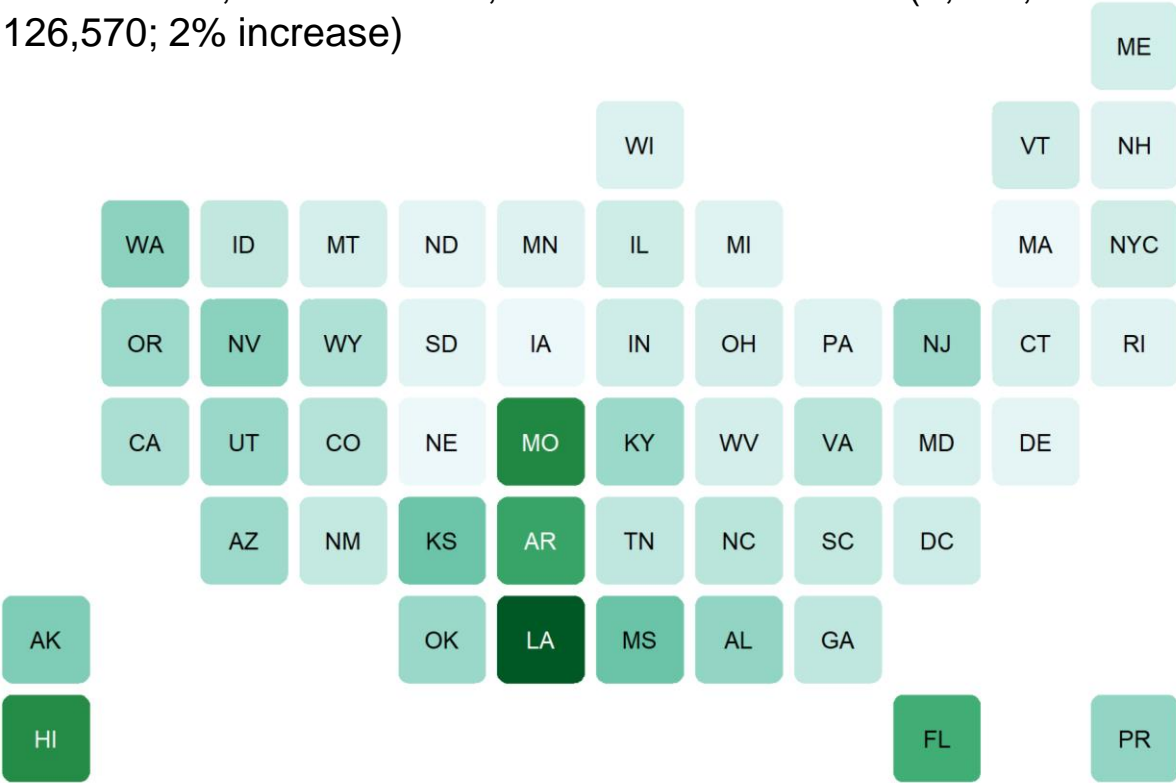 126,570; 2% increase)
ME
WI VT NH
WA ID MT ND MN IL MI MA NYC
OR NV WY SD IA IN OH PA NJ CT RI
CA UT CO NE MO KY WV VA MD DE
AZ NM KS AR TN NC SC DC
AK OK LA MS AL GA
HI FL PR